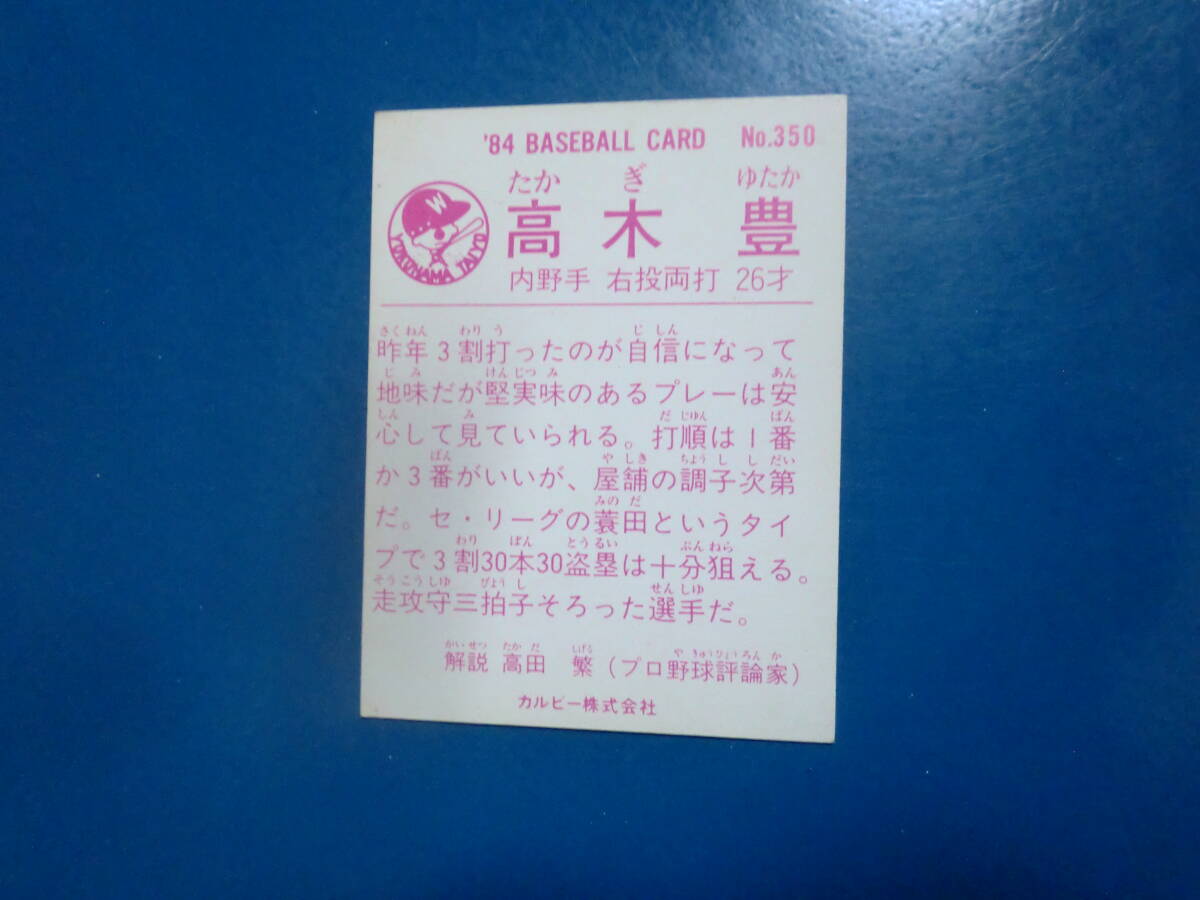 '84 BASEBALL CARD No.350
たか ぎ ゆたか
高木 豊
W
YOKOHAMA TAIYO
内野手 右投両打 26才
さくねん わりう じしん
昨年3割打ったのが自信になって
じみ けんじつみ あん
地味だが堅実味のあるプレーは安
しん み だじゅん ばん
心して見ていられる。打順は1番
ばん やしき ちょうししだい
か3番がいいが、屋舗の調子次第
みのだ
だ。セ・リーグの蓑田というタイ
わり ぽん とうるい ぶんねら
プで3割30本30盗塁は十分狙える。
そうこうしゅ びょうし せんしゅ
走攻守三拍子そろった選手だ。
かいせつ たかだ しげる やきゅうひょうろんか
解説 高田 繁(プロ野球評論家)
カルビー株式会社